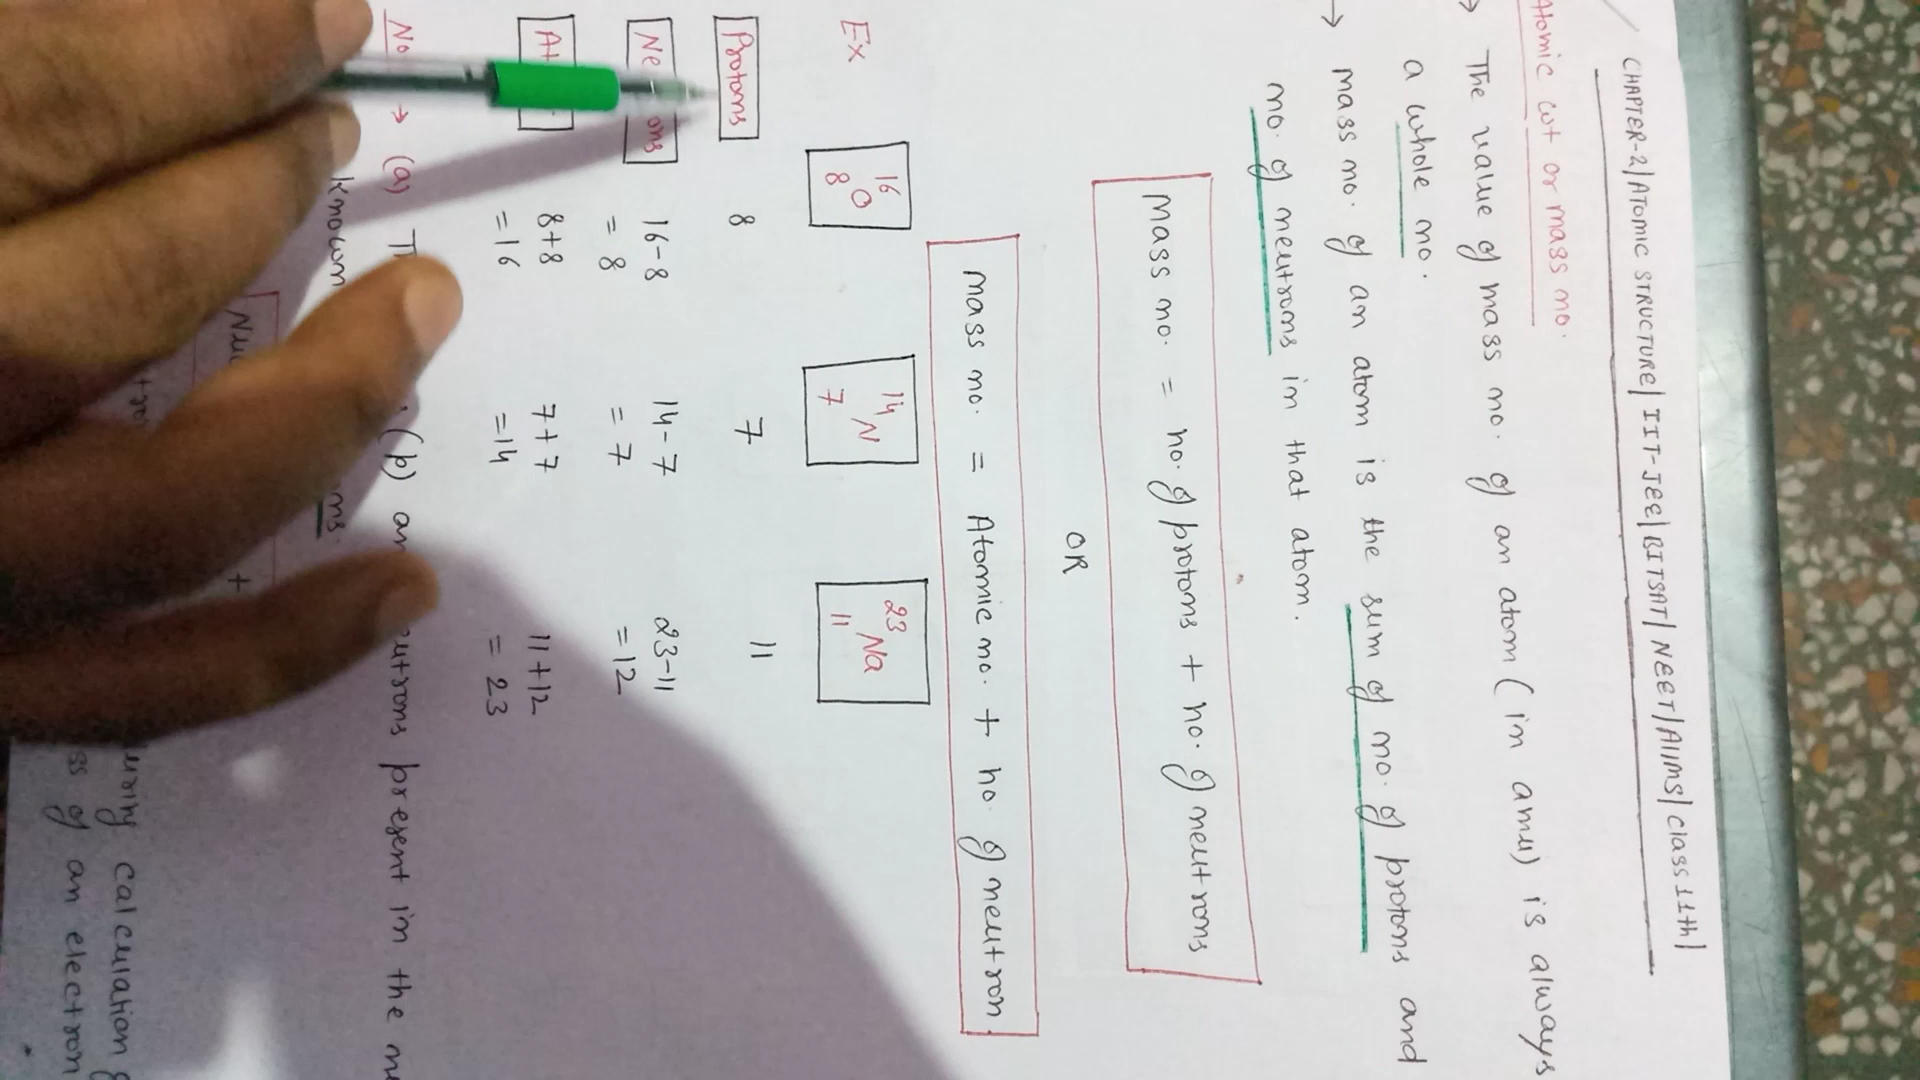 CHAPTER-2/ATOMIC STRUCTURE/IIT-JEE/BITSAT/NEET/AIIMS/class 11th/
Atomic wt or mass no.
→ The value of mass no. of an atom (in amu) is always
a whole no.
→ mass no. of an atom is the sum of no. of protons and
no. of neutrons in that atom.
mass no. = no. of protons + no. of neutrons
OR
mass no. = Atomic no. + no. of neutron.
Ex 16 8 O 14 7 N 23 11 Na
Protons 8 7 11
16-8 14-7 23-11
= 8 = 7 =12
8+8 7+7 11+12
=16 =14 = 23
→ (a) (b) present in the
known
+
calculation
of an electron